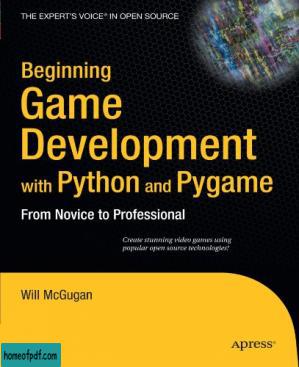 THE EXPERT'S VOICE® IN OPEN SOURCE
Beginning
Game
Development
with Python and Pygame
From Novice to Professional
Create stunning video games using
popular open source technologies!
Will McGugan
Apress®
homeofpdf.com